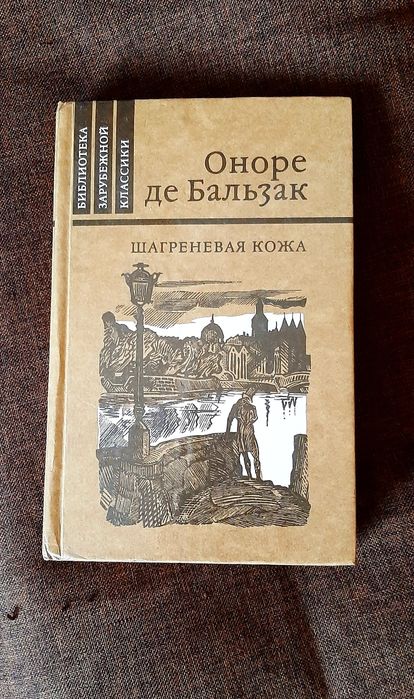 БИБЛИОТЕКА
ЗАРУБЕЖНОЙ
КЛАССИКИ
Оноре
де Бальзак
ШАГРЕНЕВАЯ КОЖА